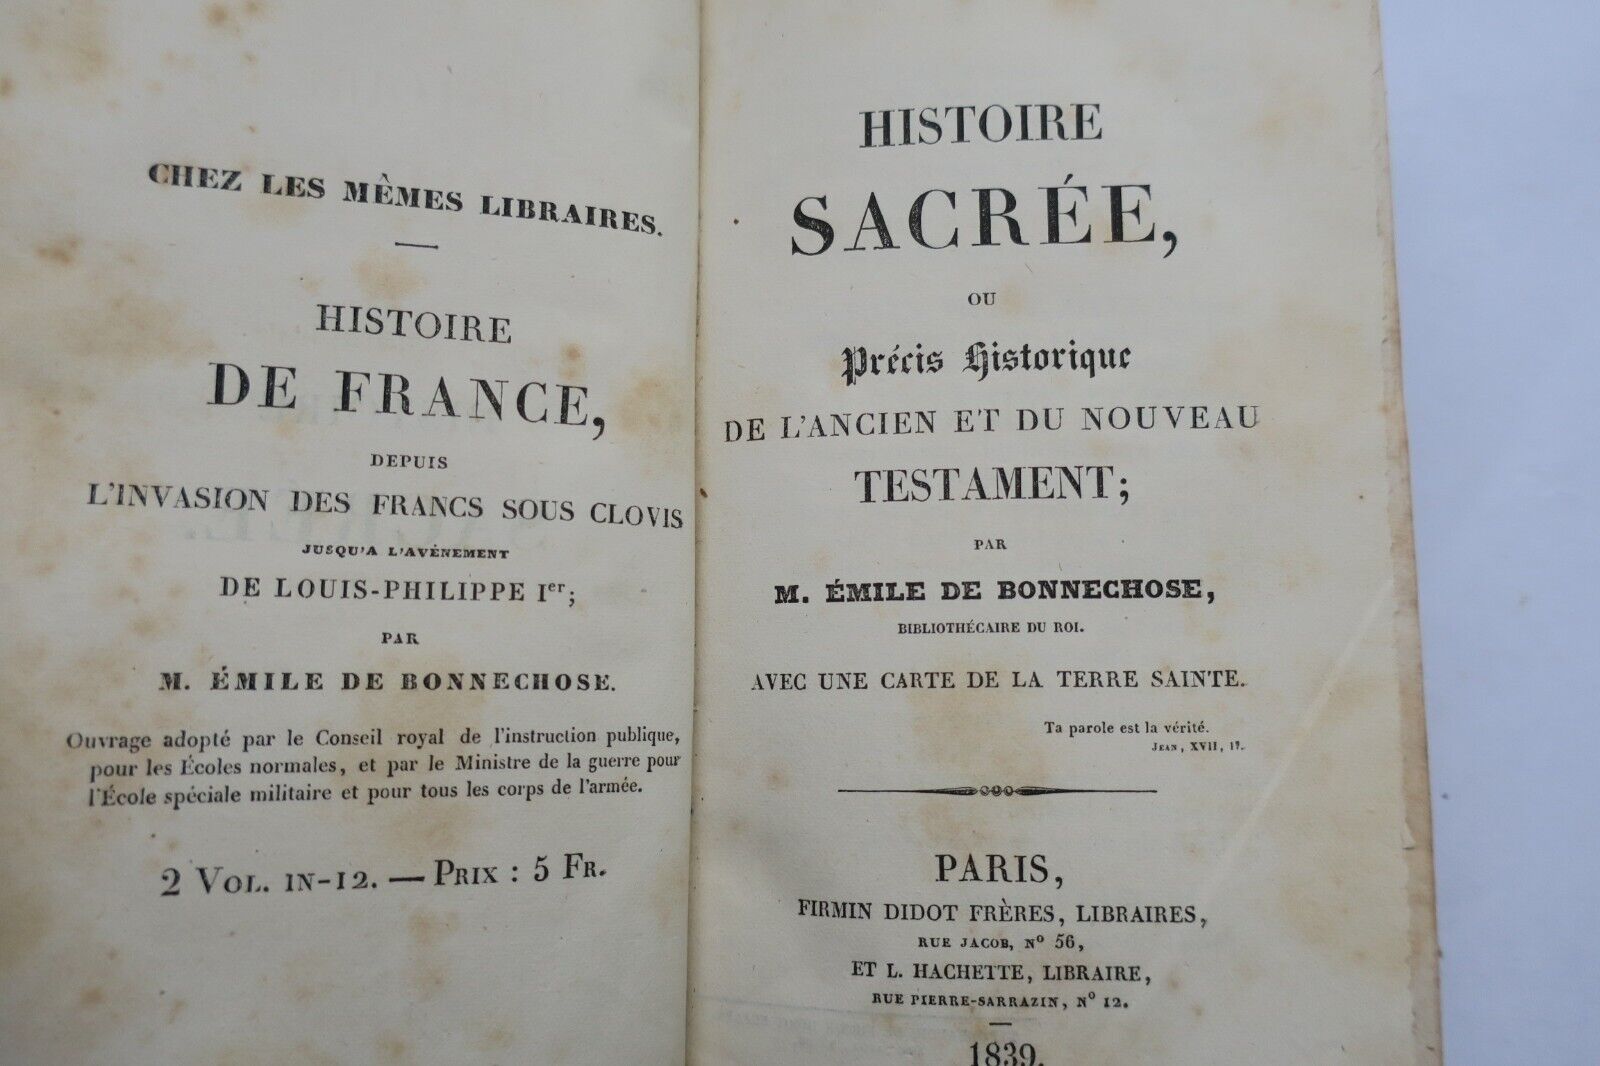 CHEZ LES MÊMES LIBRAIRES.
HISTOIRE
DE FRANCE,
DEPUIS
L'INVASION DES FRANCS SOUS CLOVIS
JUSQU'A L'AVÉNEMENT
DE LOUIS-PHILIPPE Ier;
PAR
M. ÉMILE DE BONNECHOSE.
Ouvrage adopté par le Conseil royal de l'instruction publique,
pour les Écoles normales, et par le Ministre de la guerre pour
l'École spéciale militaire et pour tous les corps de l'armée.
2 VOL. IN-12. — PRIX : 5 FR.
HISTOIRE
SACRÉE,
OU
Précis Historique
DE L'ANCIEN ET DU NOUVEAU
TESTAMENT;
PAR
M. ÉMILE DE BONNECHOSE,
BIBLIOTHÉCAIRE DU ROI.
AVEC UNE CARTE DE LA TERRE SAINTE.
Ta parole est la vérité.
JEAN, XVII, 17.
PARIS,
FIRMIN DIDOT FRÈRES, LIBRAIRES,
RUE JACOB, Nº 56,
ET L. HACHETTE, LIBRAIRE,
RUE PIERRE-SARRAZIN, Nº 12.
1839.